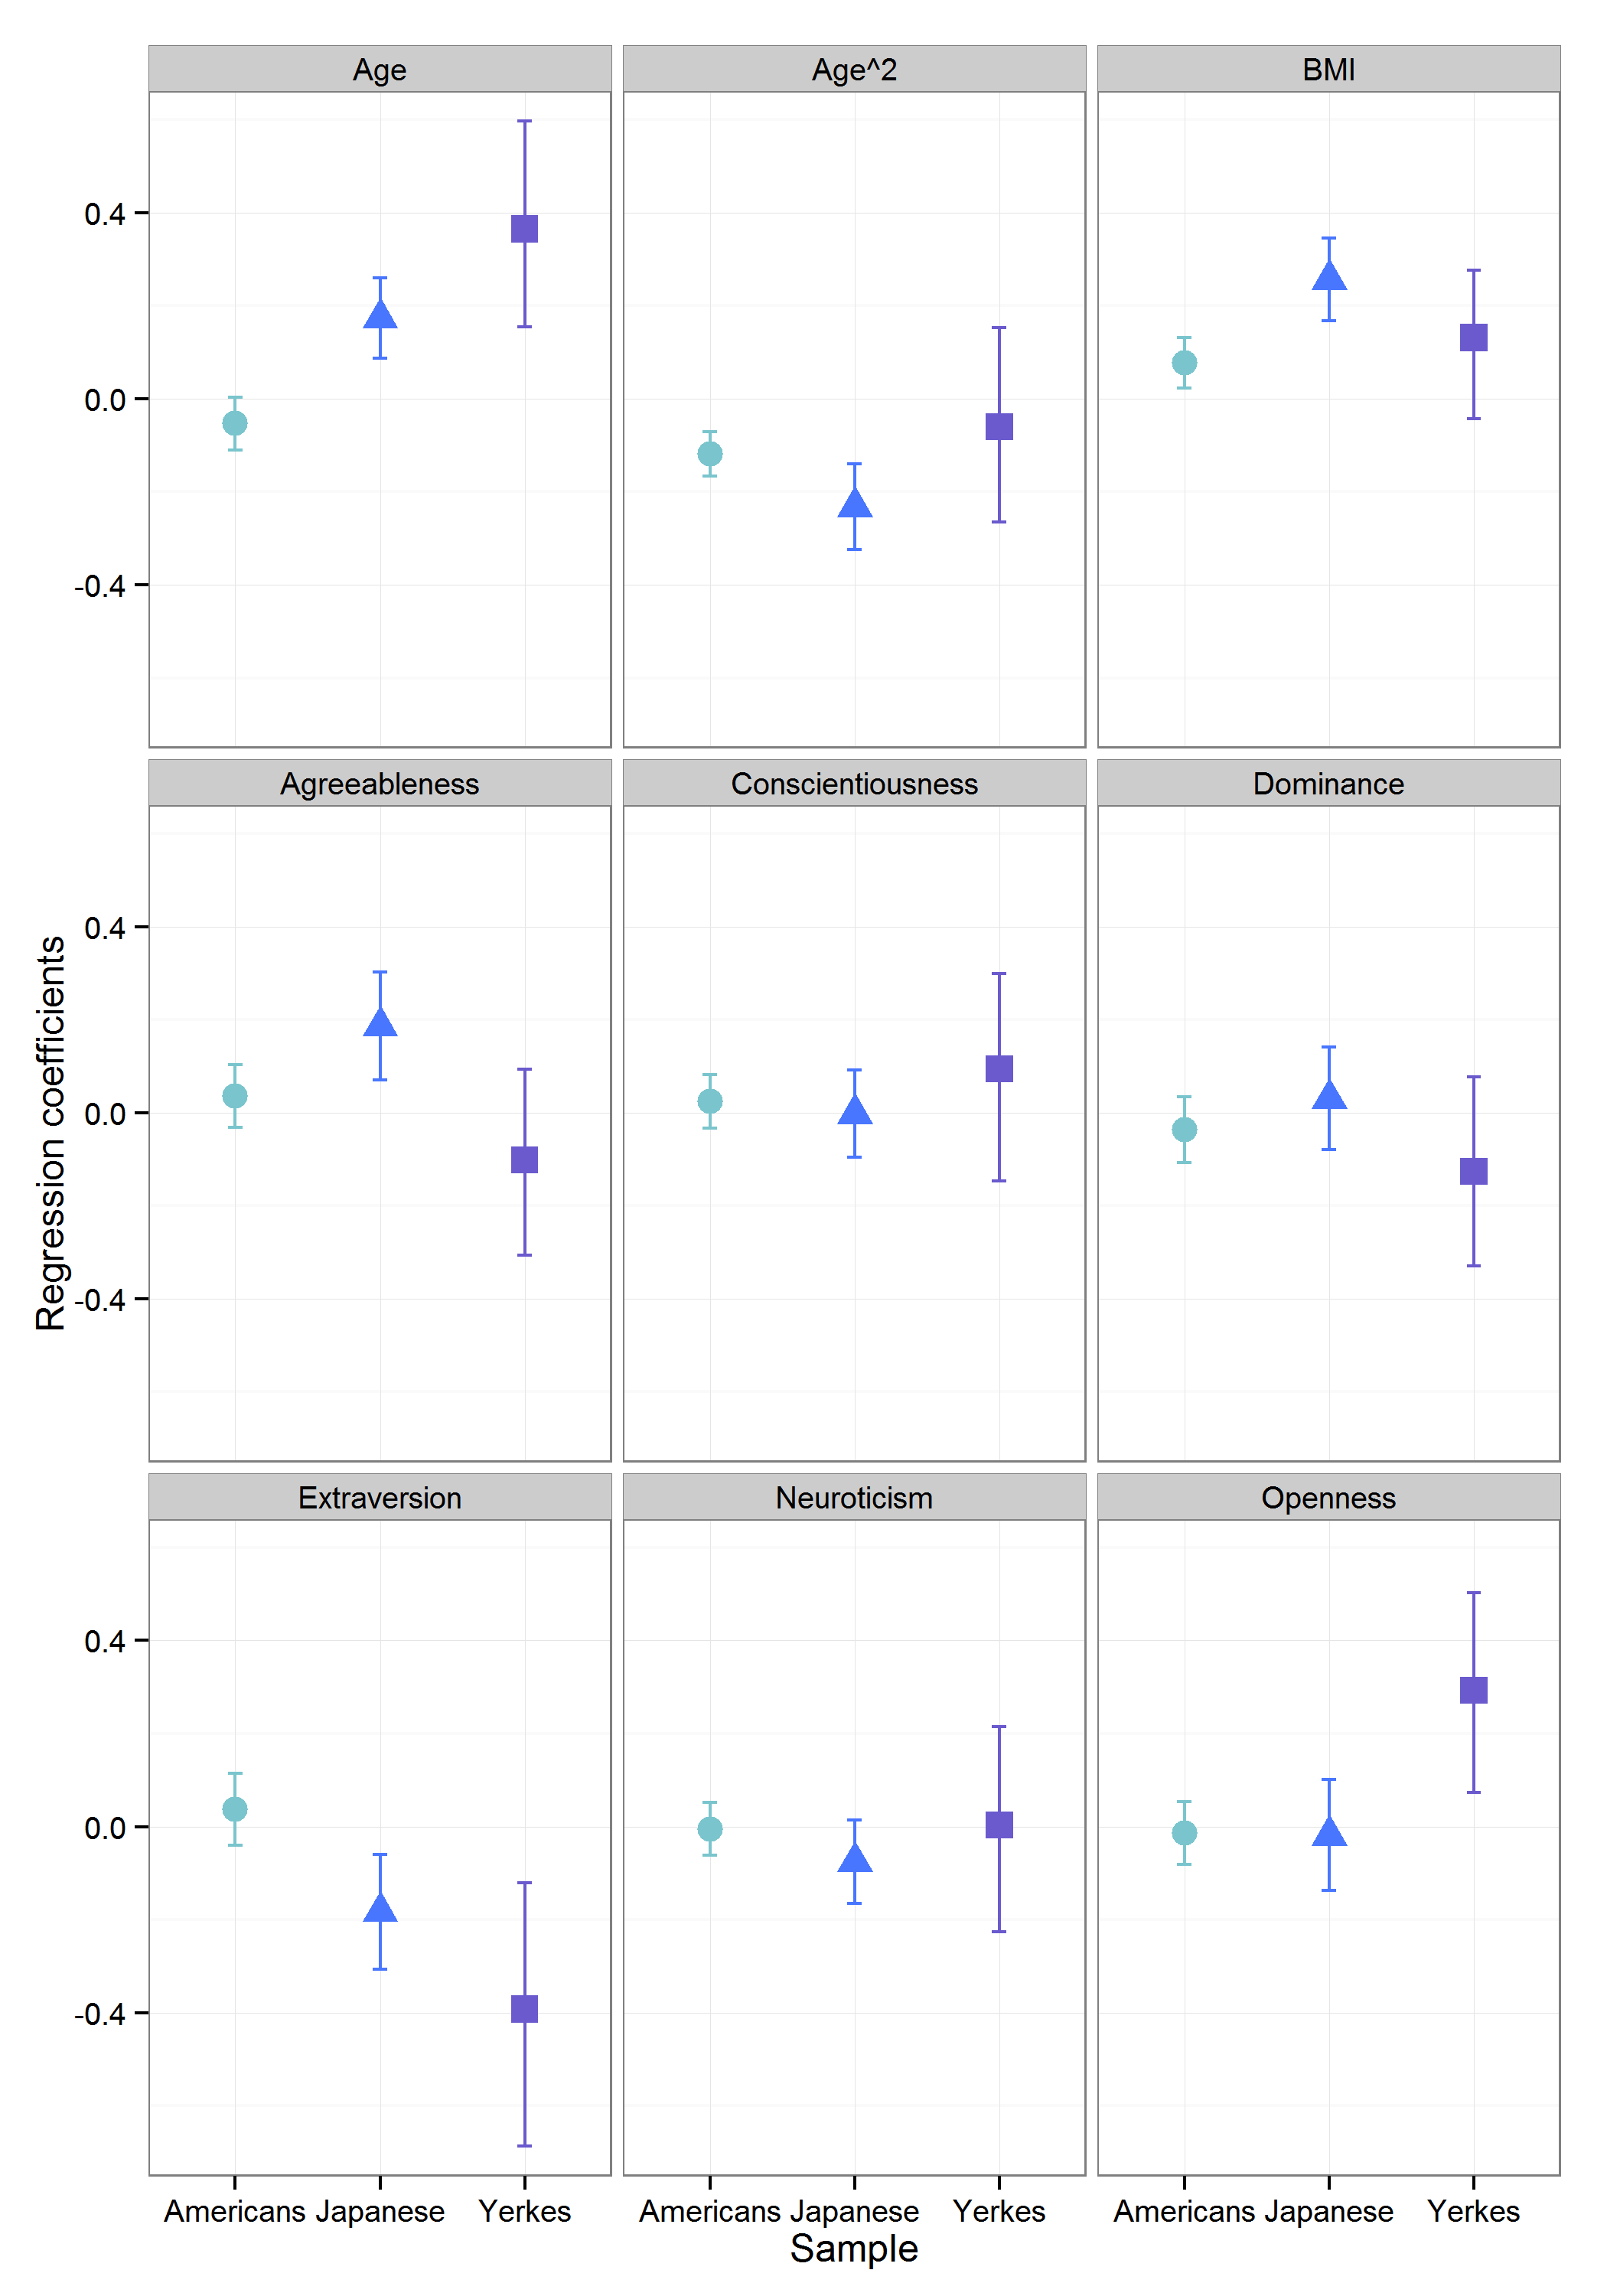 Age Age^2 BMI
0.4
0.0
-0.4
Agreeableness Conscientiousness Dominance
0.4
0.0
-0.4
Regression coefficients
Extraversion Neuroticism Openness
0.4
0.0
-0.4
Americans Japanese Yerkes Americans Japanese Yerkes Americans Japanese Yerkes
Sample